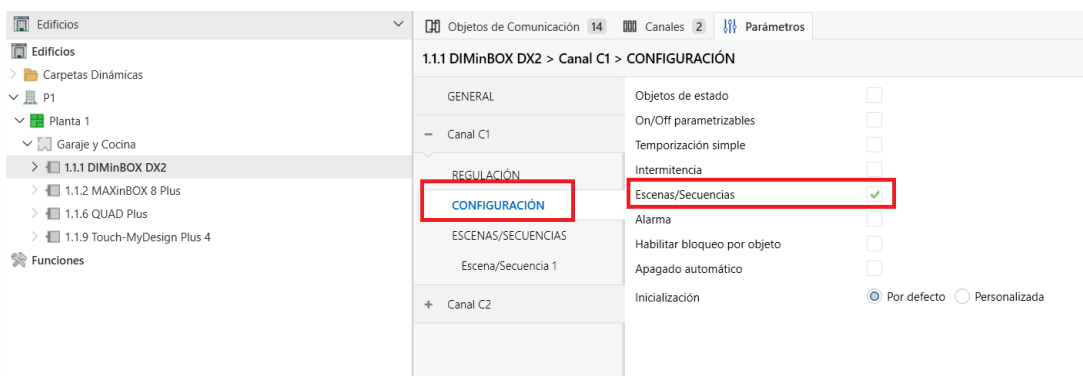 Edificios
Edificios
Carpetas Dinámicas
P1
Planta 1
Garaje y Cocina
1.1.1 DIMinBOX DX2
1.1.2 MAXinBOX 8 Plus
1.1.6 QUAD Plus
1.1.9 Touch-MyDesign Plus 4
Funciones
Objetos de Comunicación 14 Canales 2 Parámetros
1.1.1 DIMinBOX DX2 > Canal C1 > CONFIGURACIÓN
GENERAL
Canal C1
REGULACIÓN
CONFIGURACIÓN
ESCENAS/SECUENCIAS
Escena/Secuencia 1
Canal C2
Objetos de estado
On/Off parametrizables
Temporización simple
Intermitencia
Escenas/Secuencias
Alarma
Habilitar bloqueo por objeto
Apagado automático
Inicialización Por defecto Personalizada